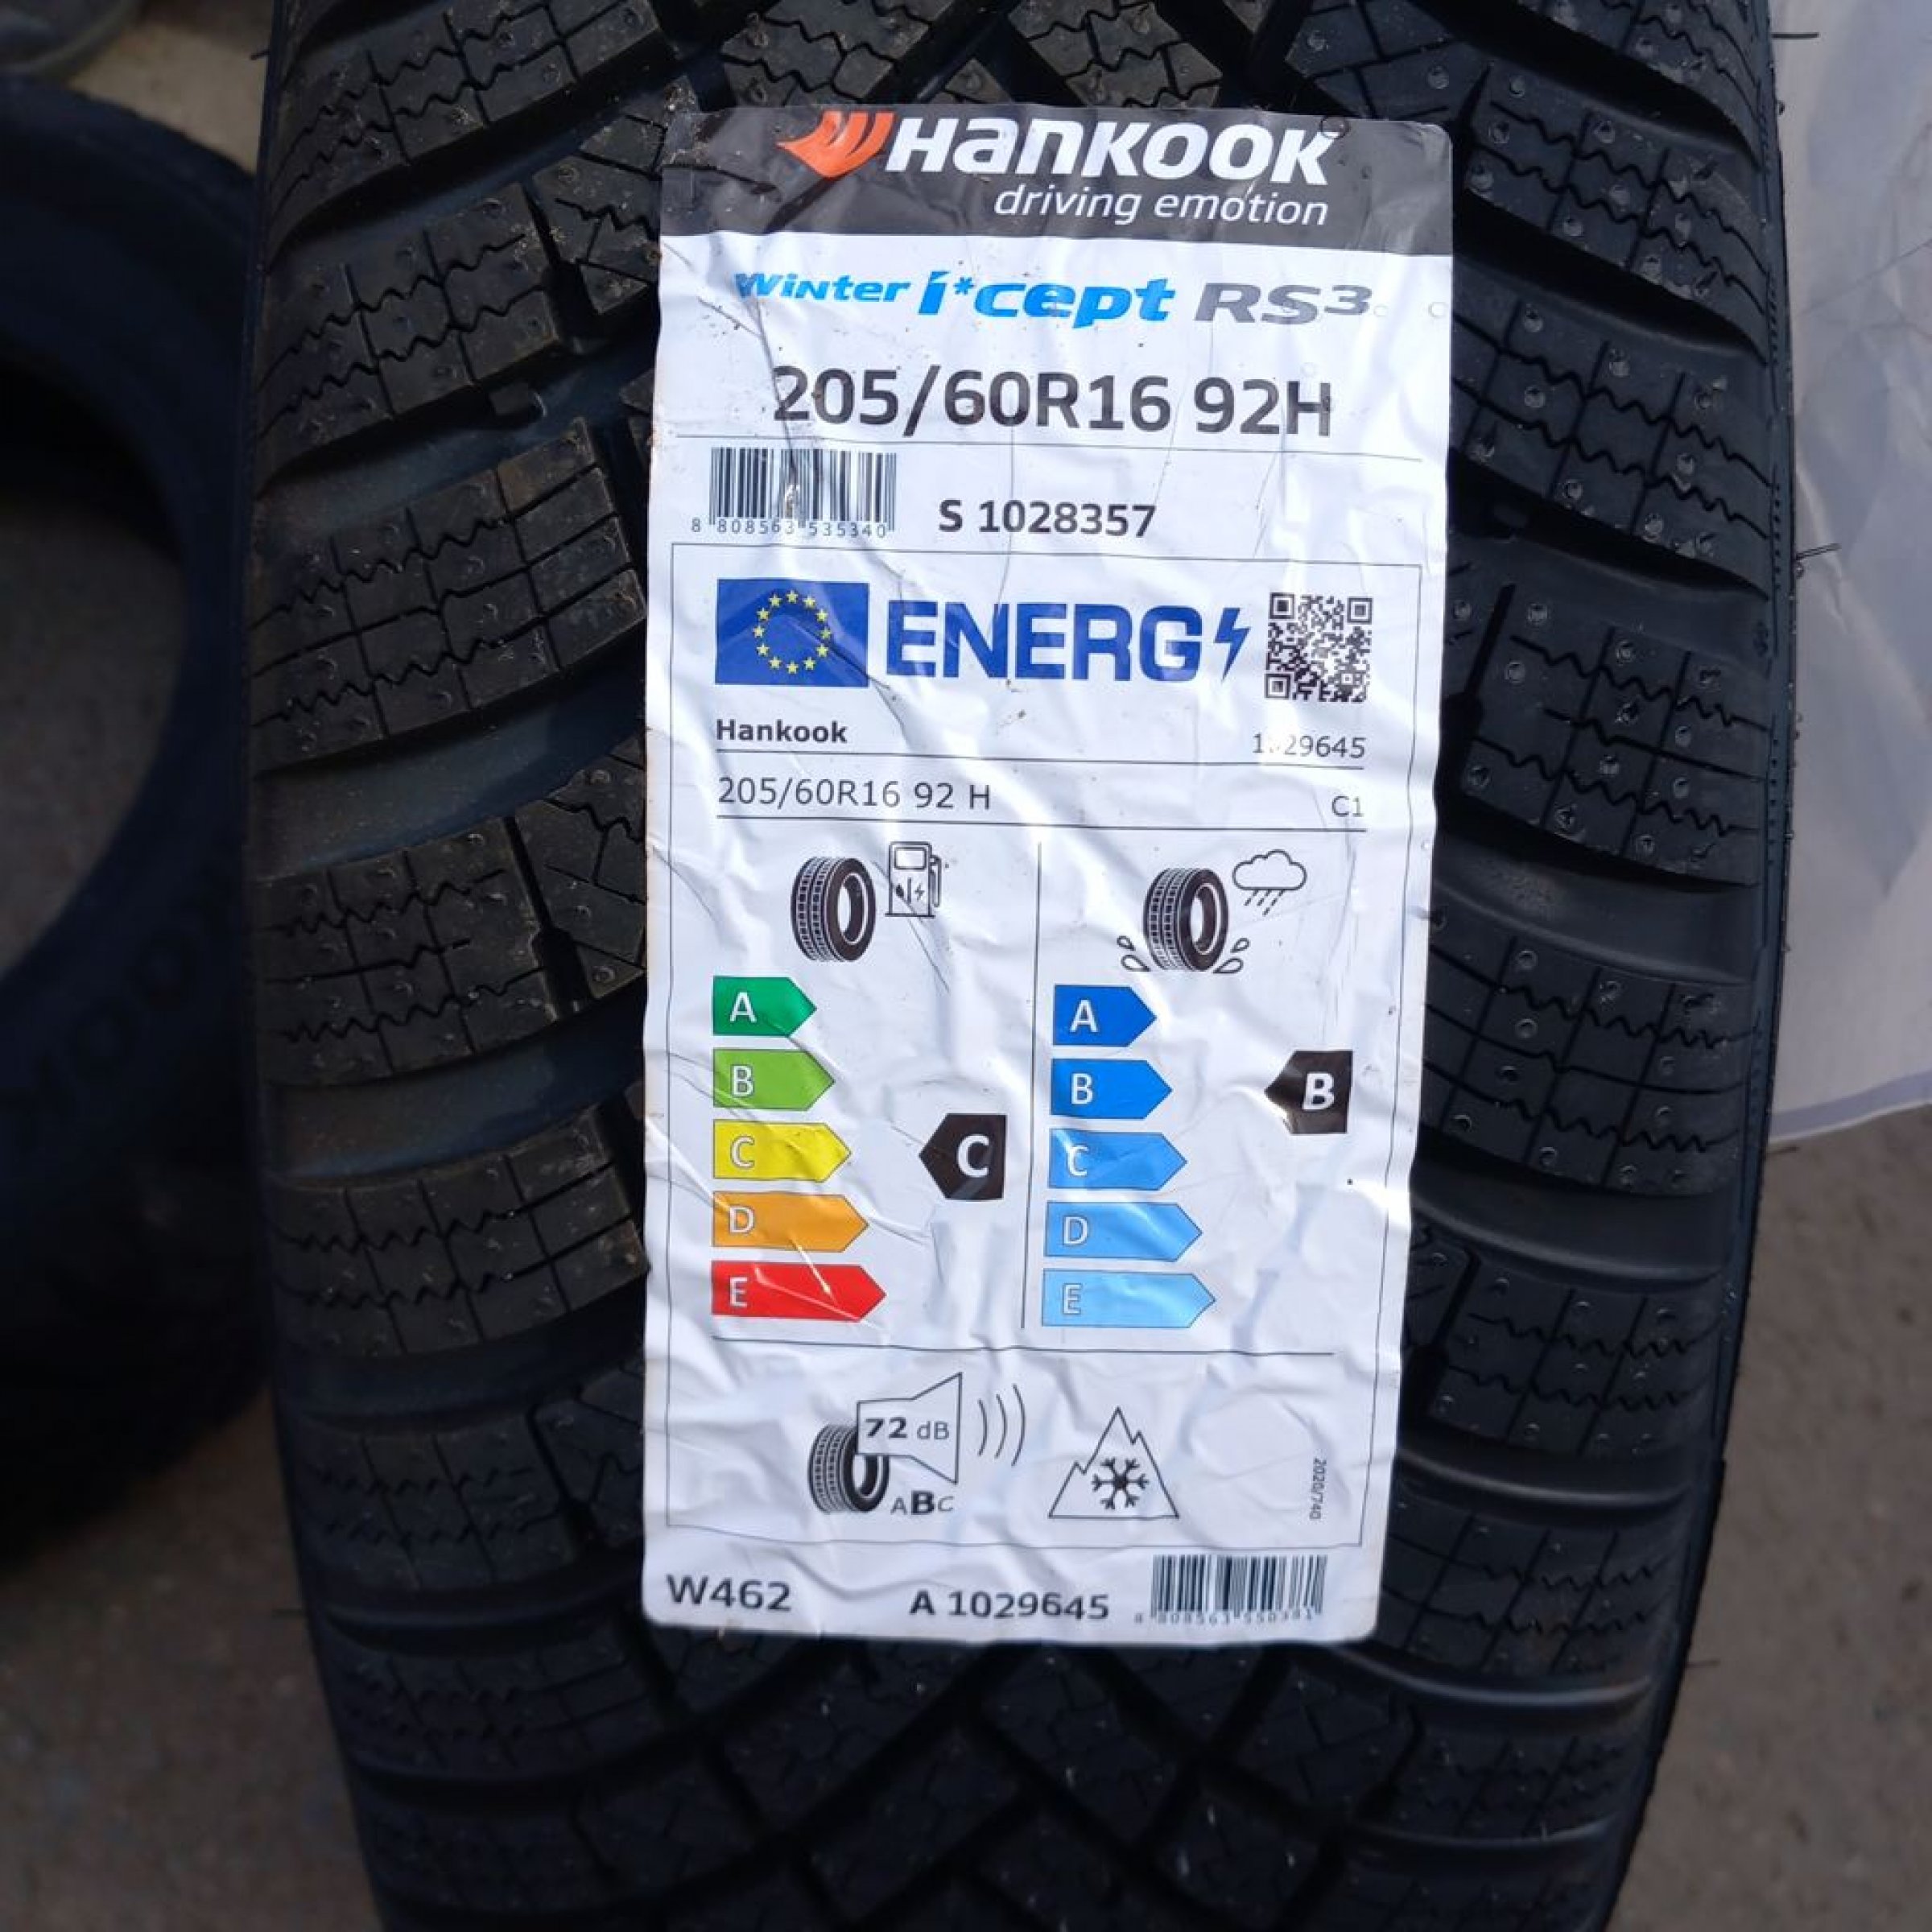 HANKOOK
driving emotion
Winter i*cept RS3
205/60R16 92H
8 808563 535340
S 1028357
ENERG
Hankook
1029645
205/60R16 92 H
C1
A
B
C
D
E
C
A
B
C
D
E
B
72 dB
ABC
2020/740
W462
A 1029645